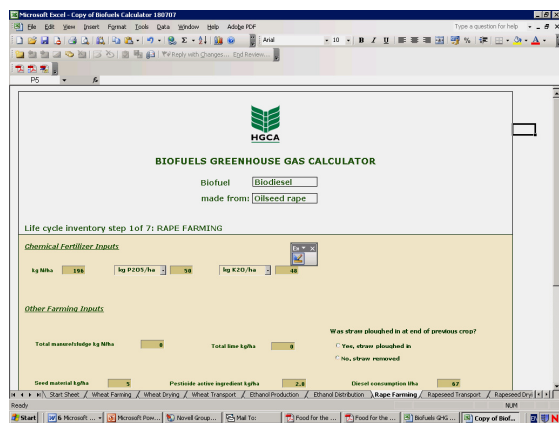 Microsoft Excel - Copy of Biofuels Calculator 180707
File Edit View Insert Format Tools Data Window Help Adobe PDF
Type a question for help
Arial 10 B I U
Reply with Changes... End Review...
P5 fx
HGCA
BIOFUELS GREENHOUSE GAS CALCULATOR
Biofuel Biodiesel
made from: Oilseed rape
Life cycle inventory step 1of 7: RAPE FARMING
Chemical Fertilizer Inputs
kg N/ha 196 kg P2O5/ha 50 kg K2O/ha 48
Other Farming Inputs
Was straw ploughed in at end of previous crop?
Total manure/sludge kg N/ha 0 Total lime kg/ha 0 Yes, straw ploughed in
No, straw removed
Seed material kg/ha 5 Pesticide active ingredient kg/ha 2.8 Diesel consumption l/ha 67
Start Sheet / Wheat Farming / Wheat Drying / Wheat Transport / Ethanol Production / Ethanol Distribution \ Rape Farming / Rapeseed Transport / Rapeseed Dryi
Ready NUM
Start 6 Microsoft ... Microsoft Pow... Novell Group... Mail To: Food for the ... Food for the ... Biofuels GHG ... Copy of Biof... EN